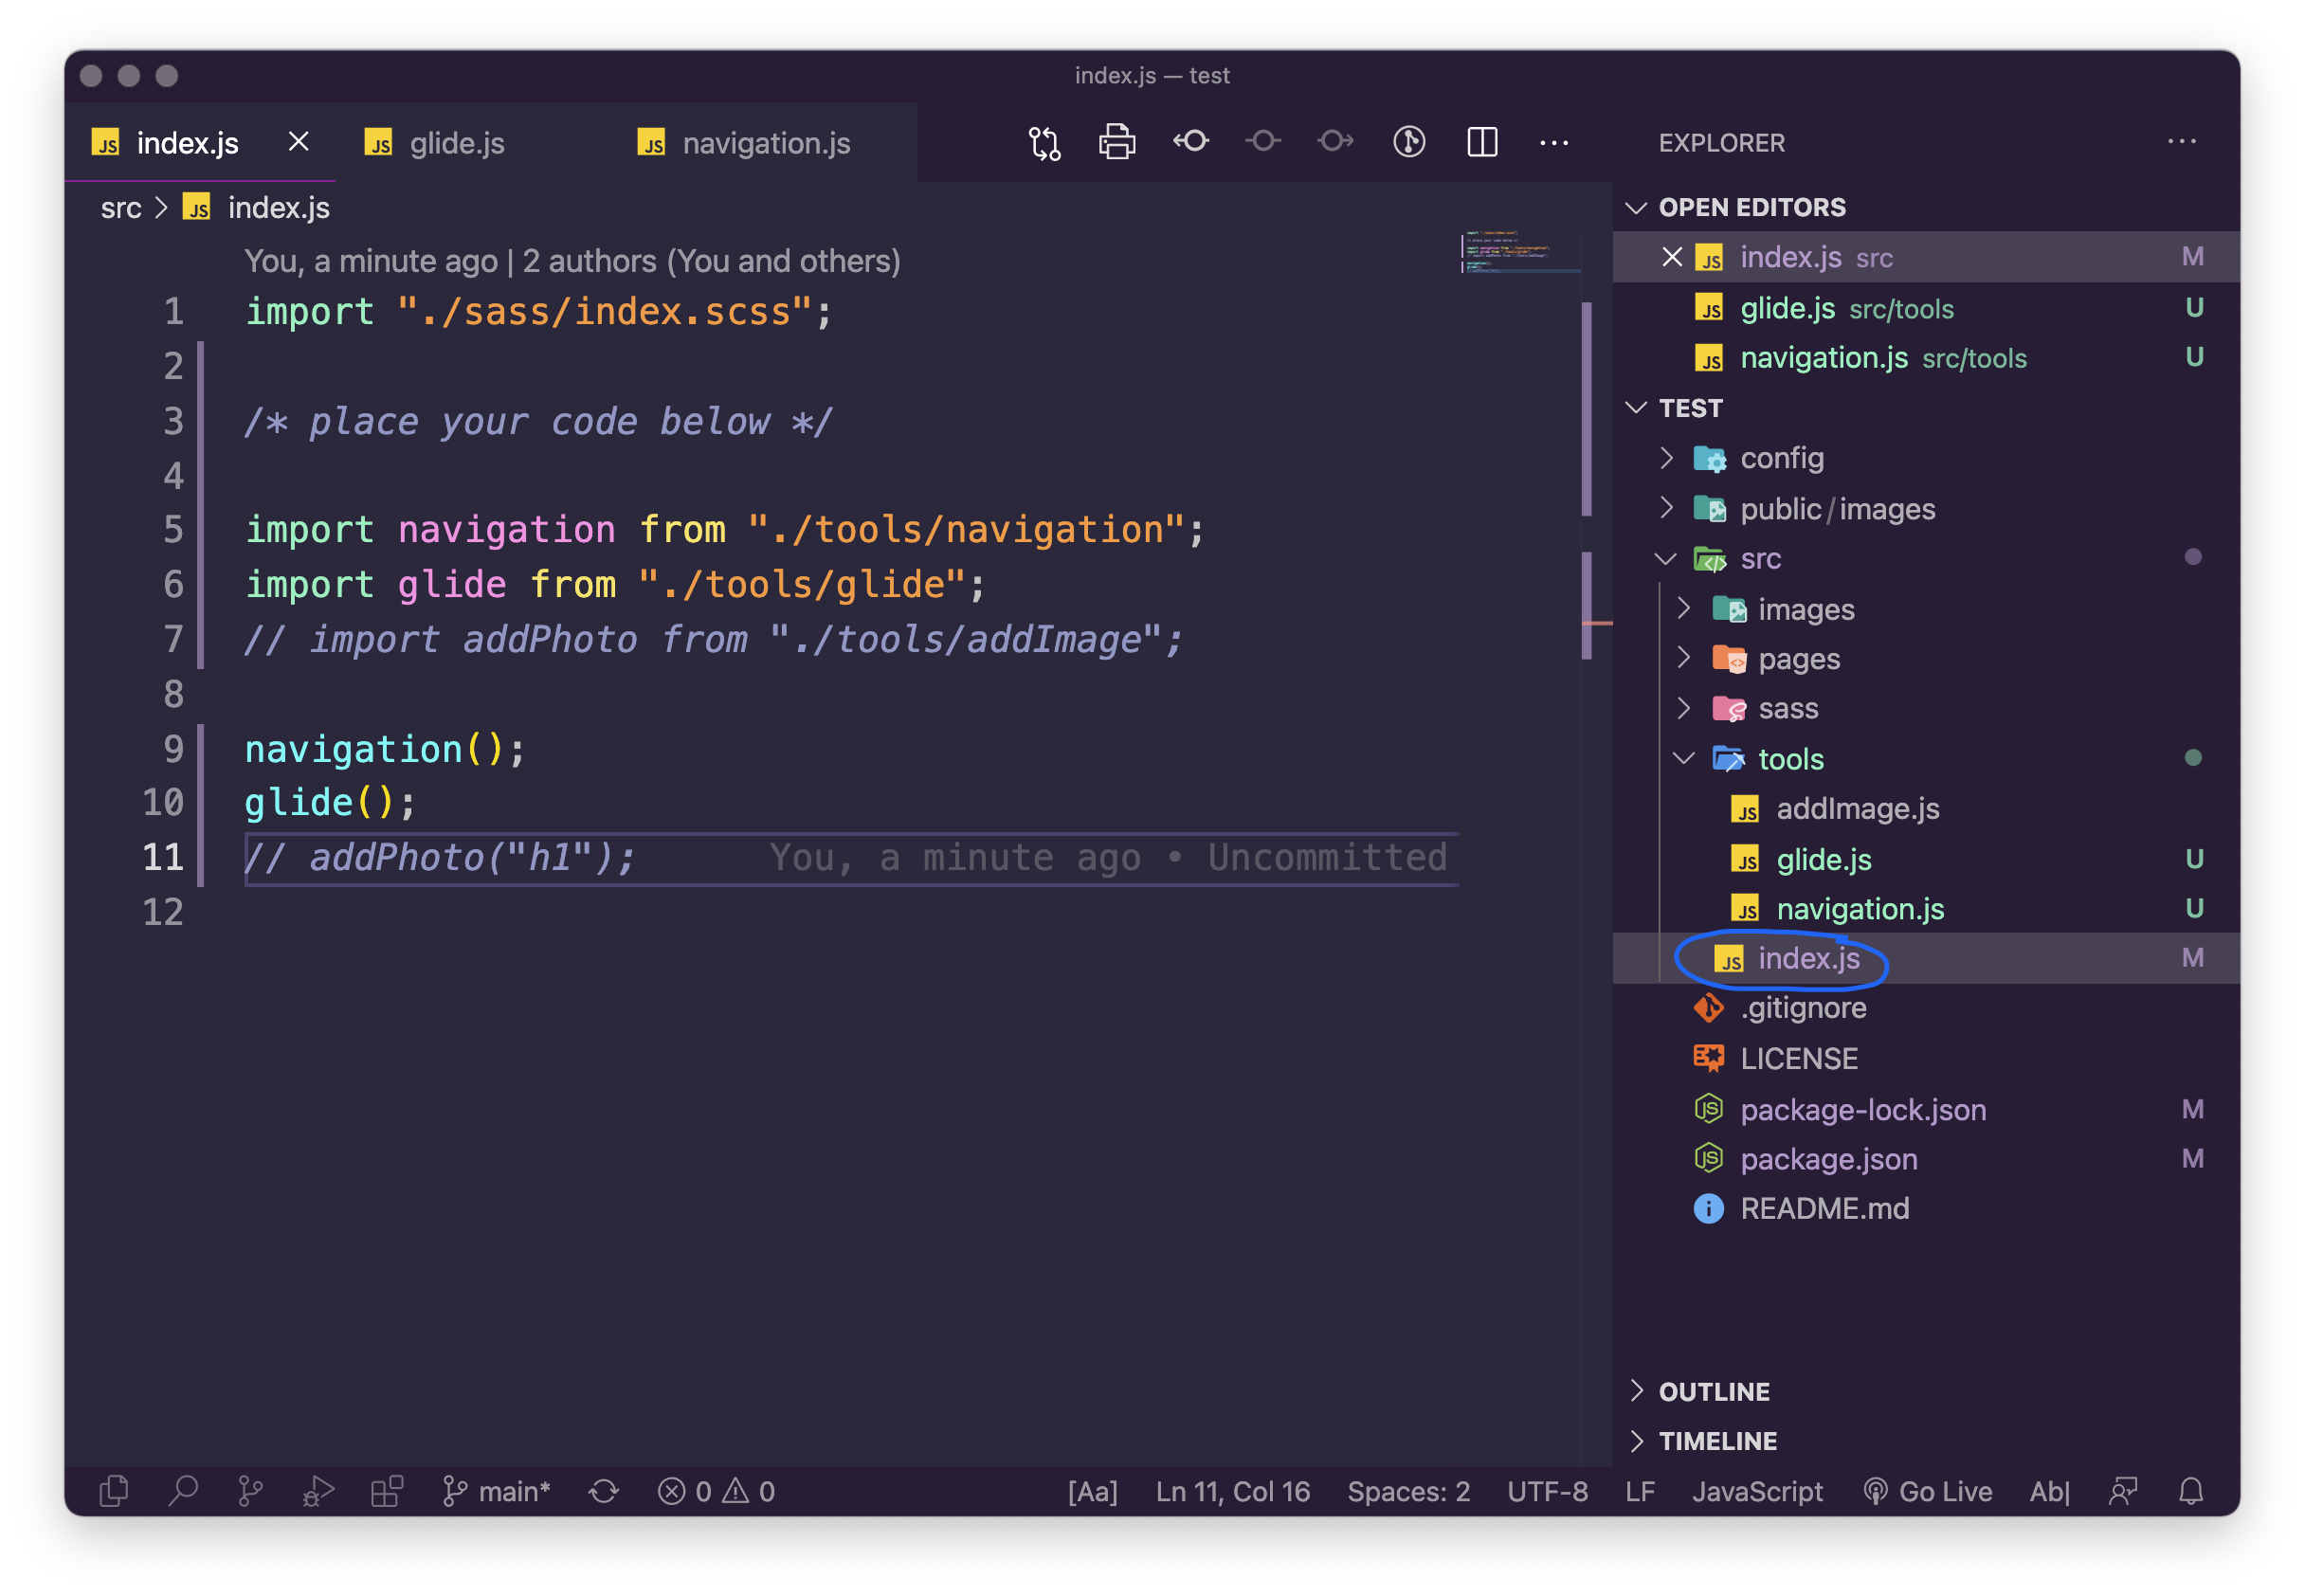 index.js — test
JS index.js
JS glide.js
JS navigation.js
EXPLORER
src
JS index.js
You, a minute ago | 2 authors (You and others)
1 import "./sass/index.scss";
2
3 /* place your code below */
4
5 import navigation from "./tools/navigation";
6 import glide from "./tools/glide";
7 // import addPhoto from "./tools/addImage";
8
9 navigation();
10 glide();
11 // addPhoto("h1"); You, a minute ago • Uncommitted
12
OPEN EDITORS
JS index.js src M
JS glide.js src/tools U
JS navigation.js src/tools U
TEST
config
public/images
src
images
pages
sass
tools
JS addImage.js
JS glide.js U
JS navigation.js U
JS index.js M
.gitignore
LICENSE
JS package-lock.json M
JS package.json M
README.md
OUTLINE
TIMELINE
main* 0 0 [Aa] Ln 11, Col 16 Spaces: 2 UTF-8 LF JavaScript Go Live Ab|